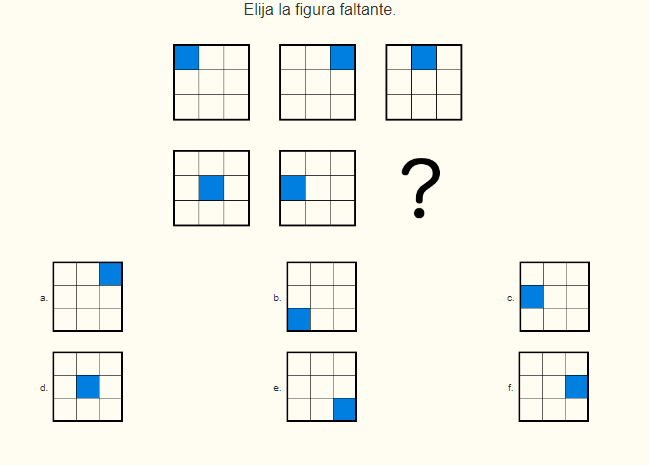 Elija la figura faltante.
?
a.
b.
c.
d.
e.
f.